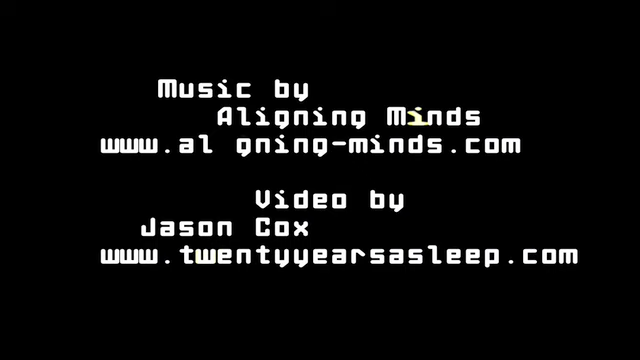 Music by
Aligning Minds
www.al gning-minds.com
Video by
Jason Cox
www.twentyyearsasleep.com